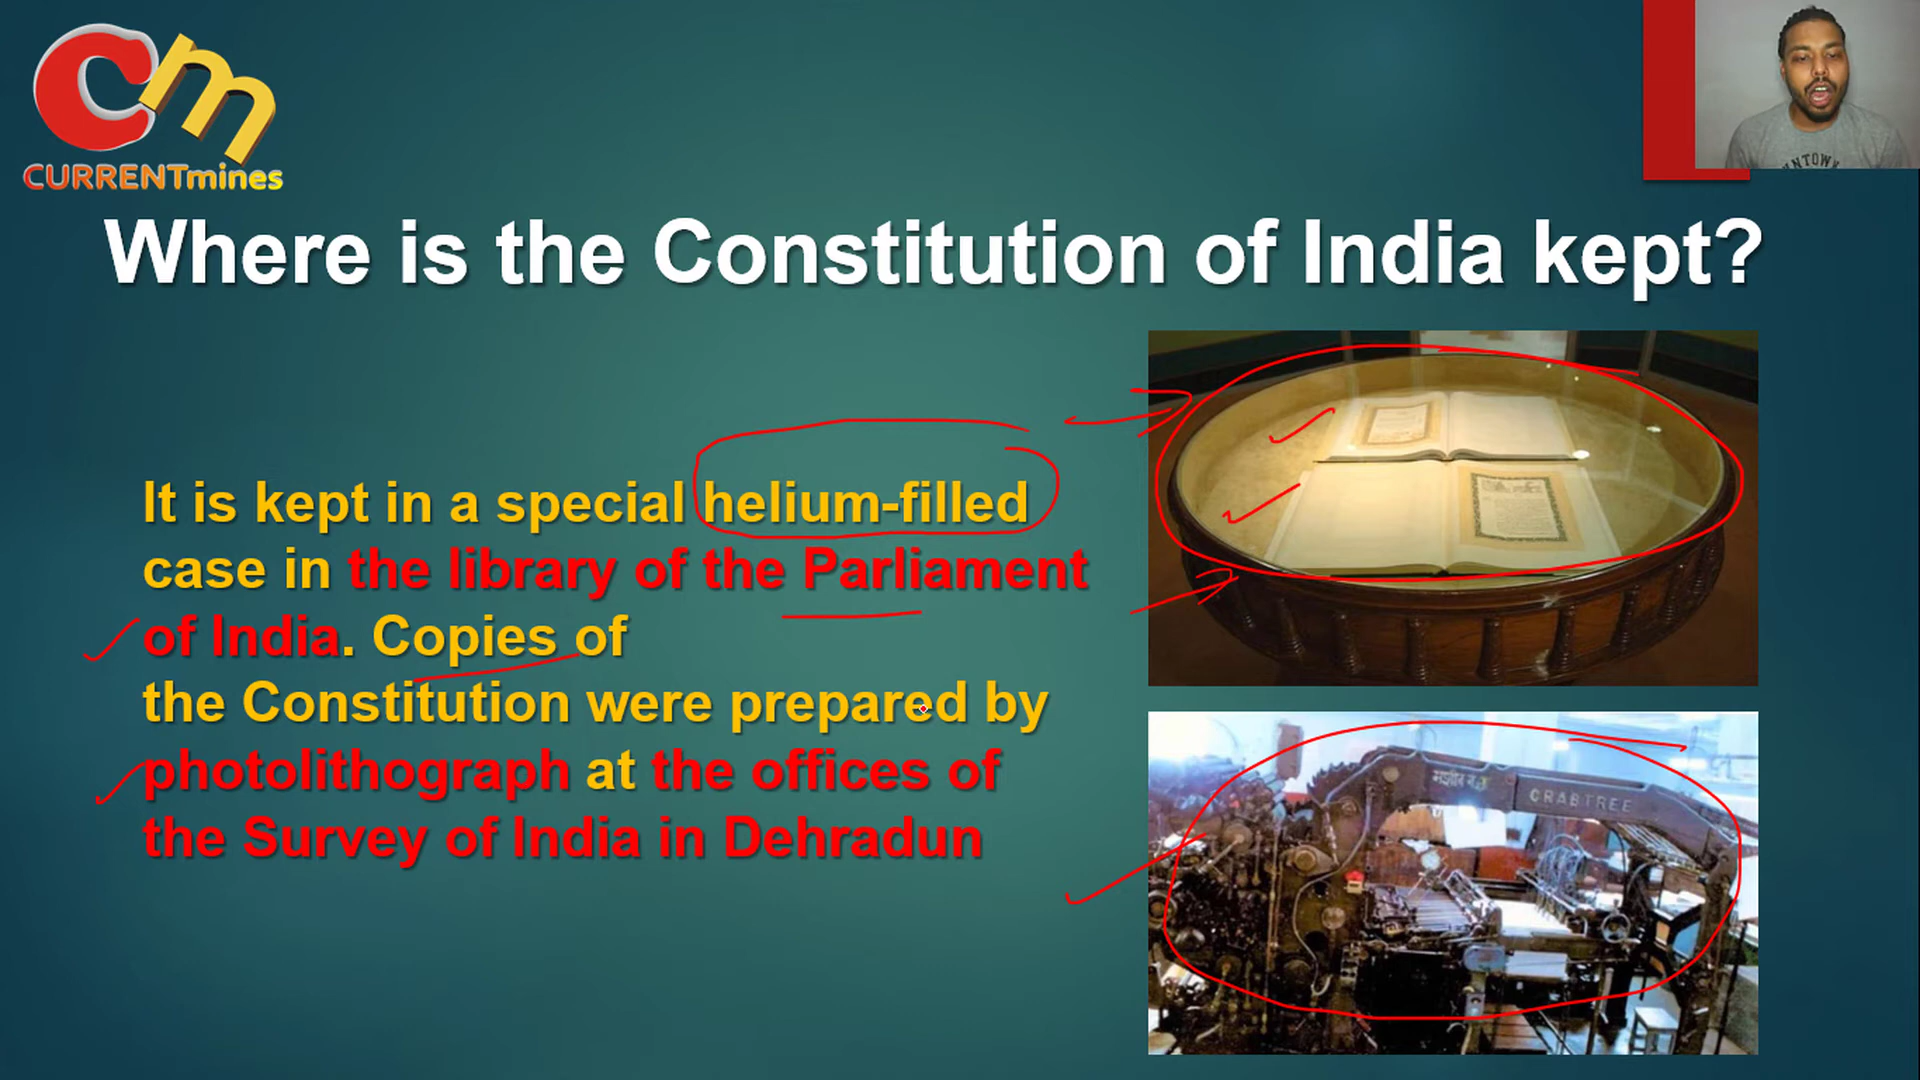 Cm
CURRENTmines
NTOW
Where is the Constitution of India kept?
It is kept in a special helium-filled
case in the library of the Parliament
of India. Copies of
the Constitution were prepared by
photolithograph at the offices of
the Survey of India in Dehradun
CRABTREE